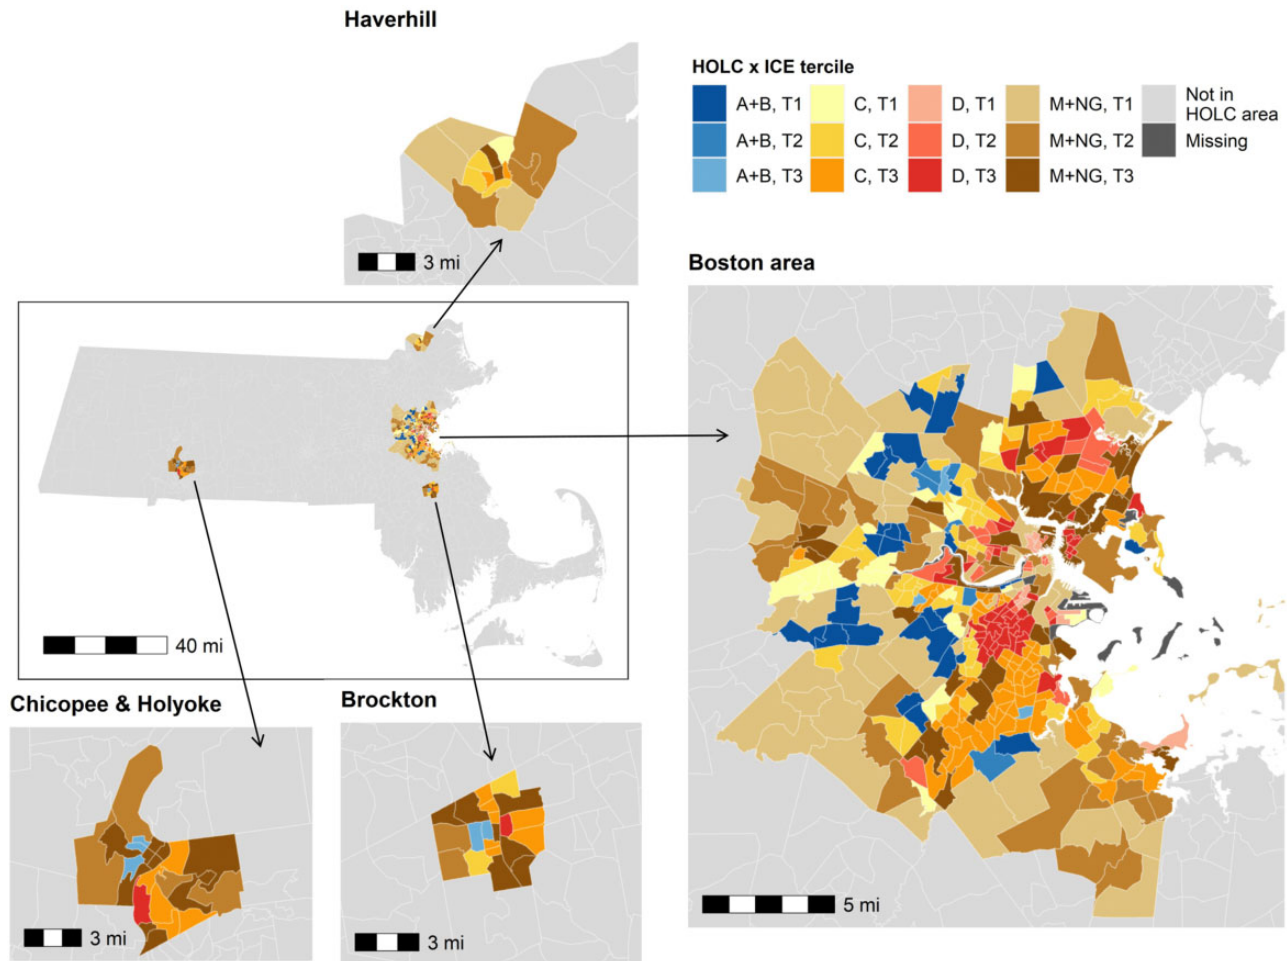 Haverhill
3 mi
HOLC x ICE tercile
A+B, T1
C, T1
D, T1
M+NG, T1
Not in
HOLC area
A+B, T2
C, T2
D, T2
M+NG, T2
Missing
A+B, T3
C, T3
D, T3
M+NG, T3
Boston area
5 mi
40 mi
Chicopee & Holyoke
3 mi
Brockton
3 mi